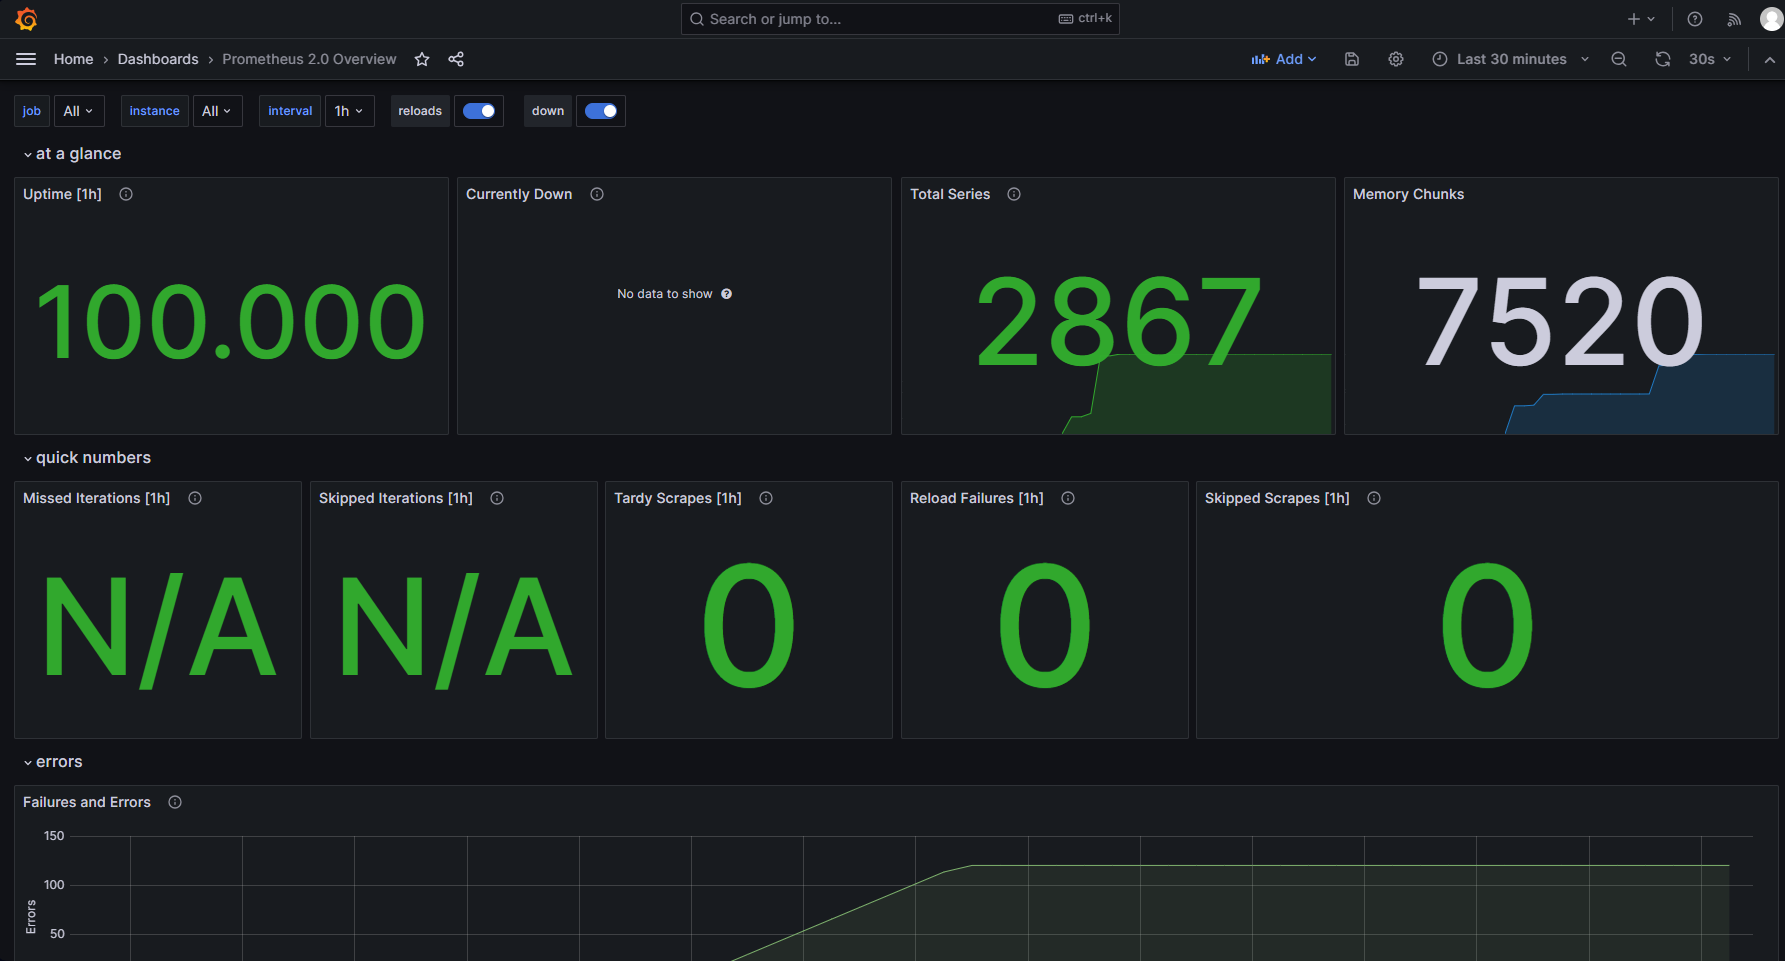 Search or jump to... ctrl+k
Home › Dashboards › Prometheus 2.0 Overview Add Last 30 minutes 30s
job All instance All interval 1h reloads down
at a glance
Uptime [1h] Currently Down Total Series Memory Chunks
100.000 No data to show 2867 7520
quick numbers
Missed Iterations [1h] Skipped Iterations [1h] Tardy Scrapes [1h] Reload Failures [1h] Skipped Scrapes [1h]
N/A N/A 0 0 0
errors
Failures and Errors
150
100
50
Errors